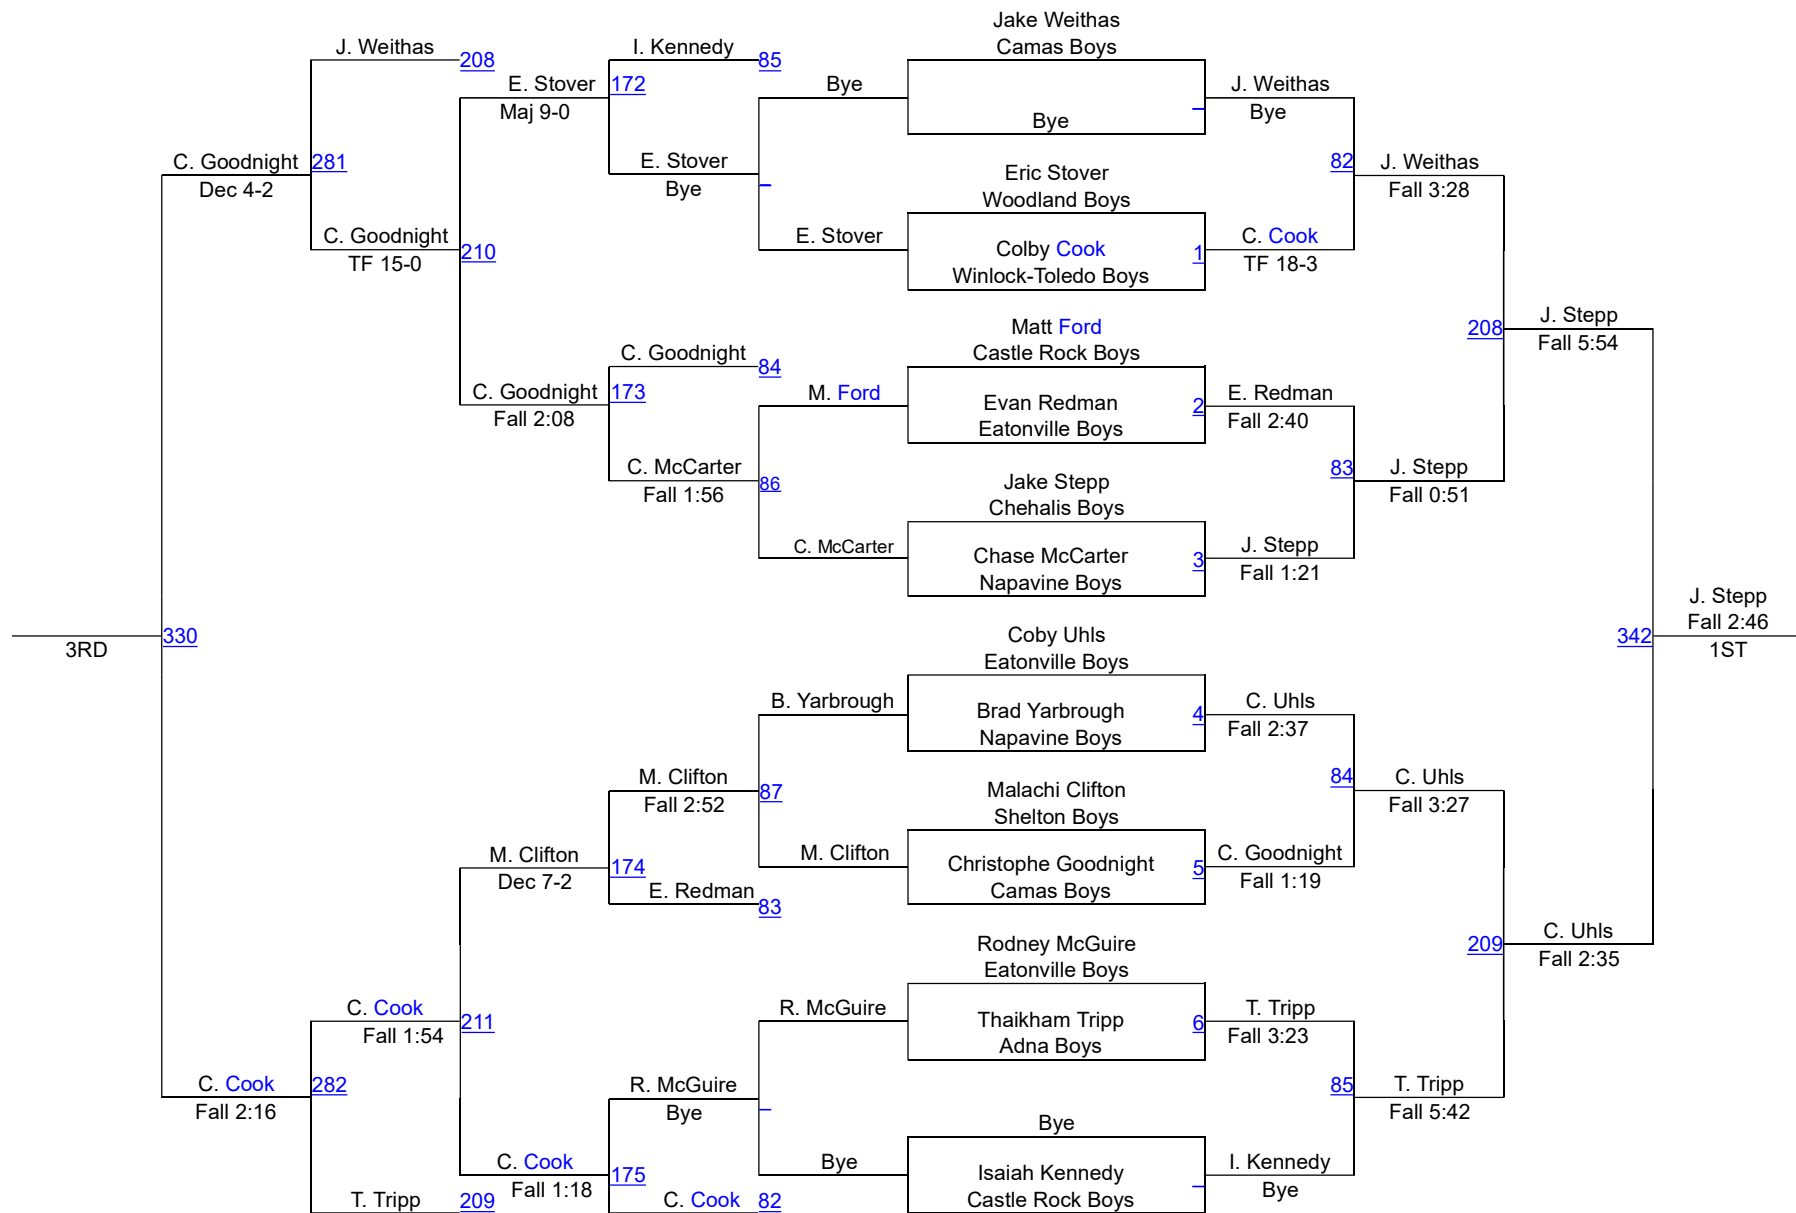 Jake Weithas
Camas Boys
J. Weithas
208
I. Kennedy
85
E. Stover
172
Maj 9-0
Bye
Bye
J. Weithas
Bye
C. Goodnight
281
Dec 4-2
E. Stover
Bye
Eric Stover
Woodland Boys
82
J. Weithas
Fall 3:28
C. Goodnight
TF 15-0
210
E. Stover
Colby Cook
Winlock-Toledo Boys
1
C. Cook
TF 18-3
Matt Ford
Castle Rock Boys
208
J. Stepp
Fall 5:54
C. Goodnight
84
C. Goodnight
Fall 2:08
173
M. Ford
Evan Redman
Eatonville Boys
2
E. Redman
Fall 2:40
C. McCarter
Fall 1:56
86
Jake Stepp
Chehalis Boys
83
J. Stepp
Fall 0:51
C. McCarter
Chase McCarter
Napavine Boys
3
J. Stepp
Fall 1:21
3RD
330
Coby Uhls
Eatonville Boys
342
J. Stepp
Fall 2:46
1ST
B. Yarbrough
Brad Yarbrough
Napavine Boys
4
C. Uhls
Fall 2:37
M. Clifton
Fall 2:52
87
Malachi Clifton
Shelton Boys
84
C. Uhls
Fall 3:27
M. Clifton
Dec 7-2
174
M. Clifton
Christophe Goodnight
Camas Boys
5
C. Goodnight
Fall 1:19
E. Redman
83
Rodney McGuire
Eatonville Boys
209
C. Uhls
Fall 2:35
C. Cook
Fall 1:54
211
R. McGuire
Thaikham Tripp
Adna Boys
6
T. Tripp
Fall 3:23
C. Cook
Fall 2:16
282
R. McGuire
Bye
85
T. Tripp
Fall 5:42
Bye
C. Cook
Fall 1:18
175
Bye
Isaiah Kennedy
Castle Rock Boys
I. Kennedy
Bye
T. Tripp
209
C. Cook
82